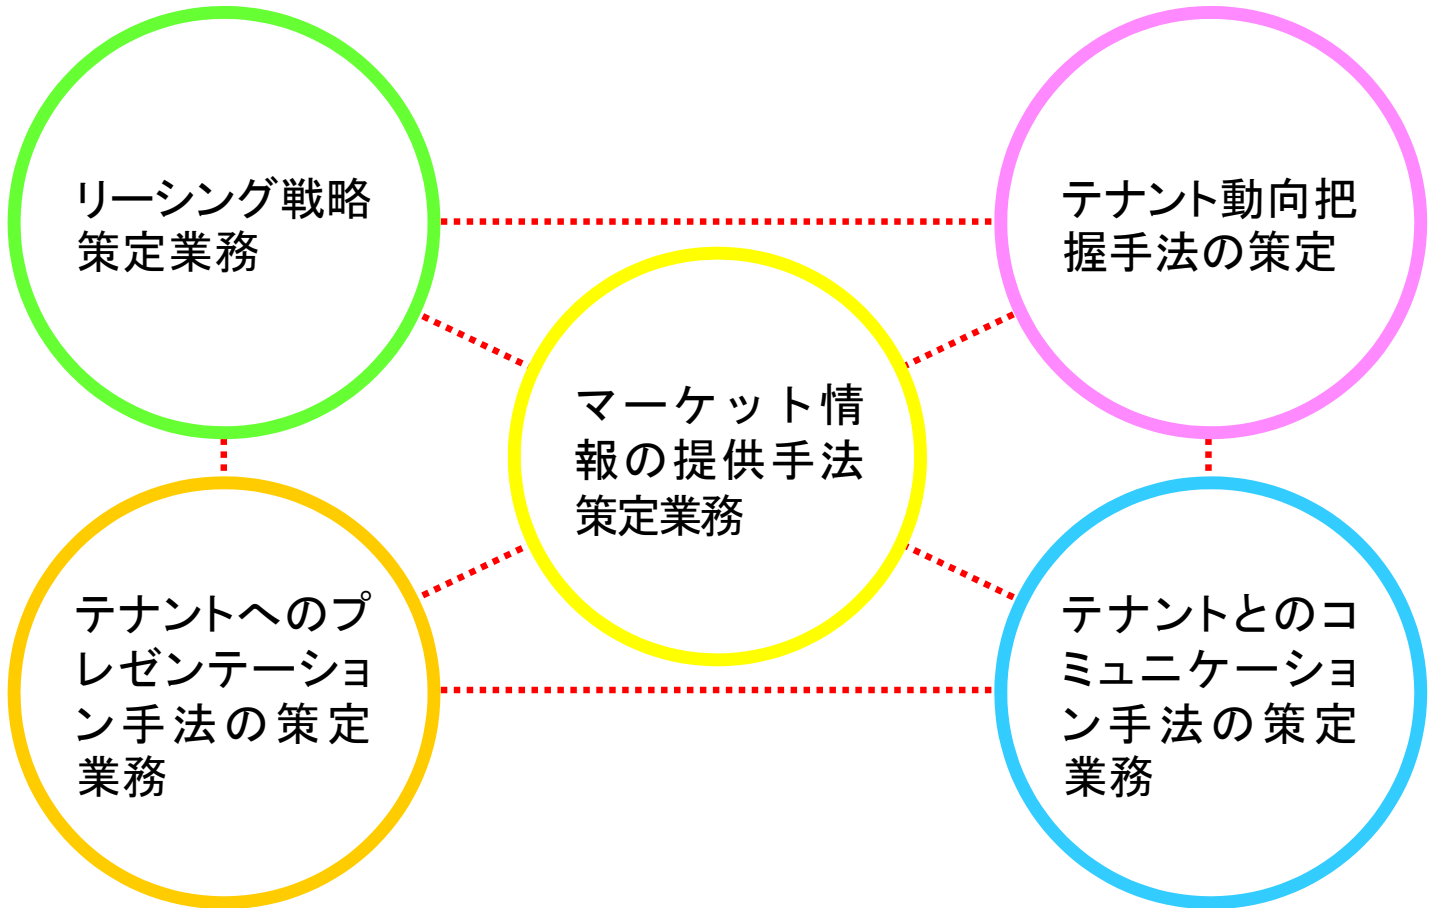 リーシング戦略
策定業務
テナント動向把
握手法の策定
マーケット情
報の提供手法
策定業務
テナントへのプ
レゼンテーショ
ン手法の策定
業務
テナントとのコ
ミュニケーショ
ン手法の策定
業務